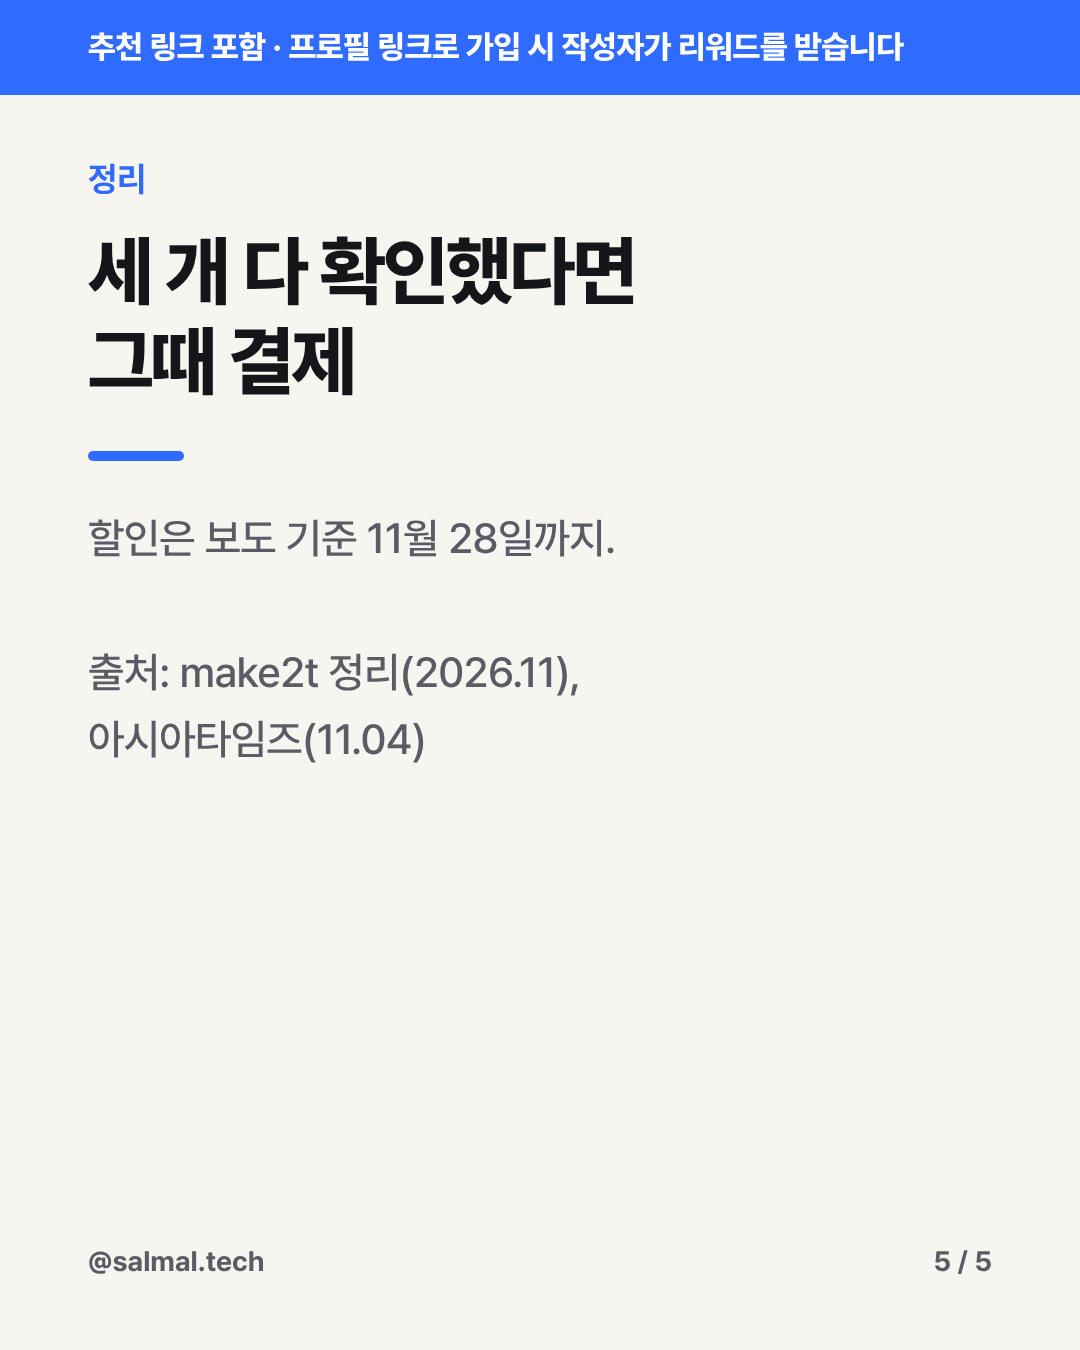 추천 링크 포함 · 프로필 링크로 가입 시 작성자가 리워드를 받습니다
정리
세 개 다 확인했다면
그때 결제
할인은 보도 기준 11월 28일까지.
출처: make2t 정리(2026.11),
아시아타임즈(11.04)
@salmal.tech
5 / 5